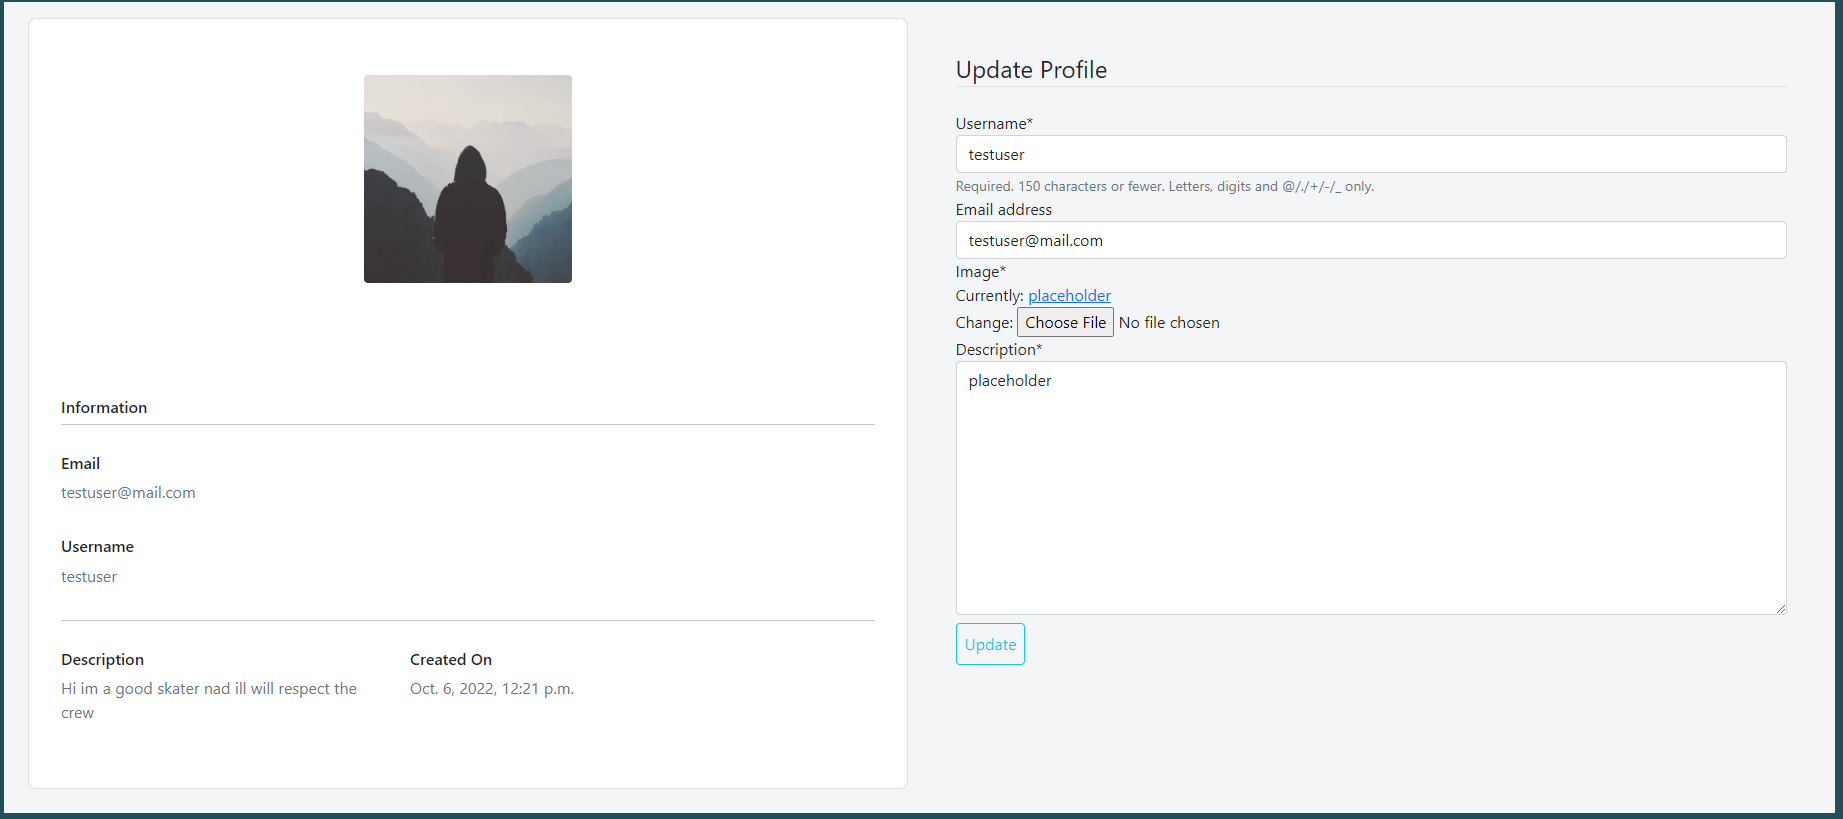 Information
Email
testuser@mail.com
Username
testuser
Description
Hi im a good skater nad ill will respect the
crew
Created On
Oct. 6, 2022, 12:21 p.m.
Update Profile
Username*
testuser
Required. 150 characters or fewer. Letters, digits and @/./+/-/_ only.
Email address
testuser@mail.com
Image*
Currently: placeholder
Change: Choose File No file chosen
Description*
placeholder
Update